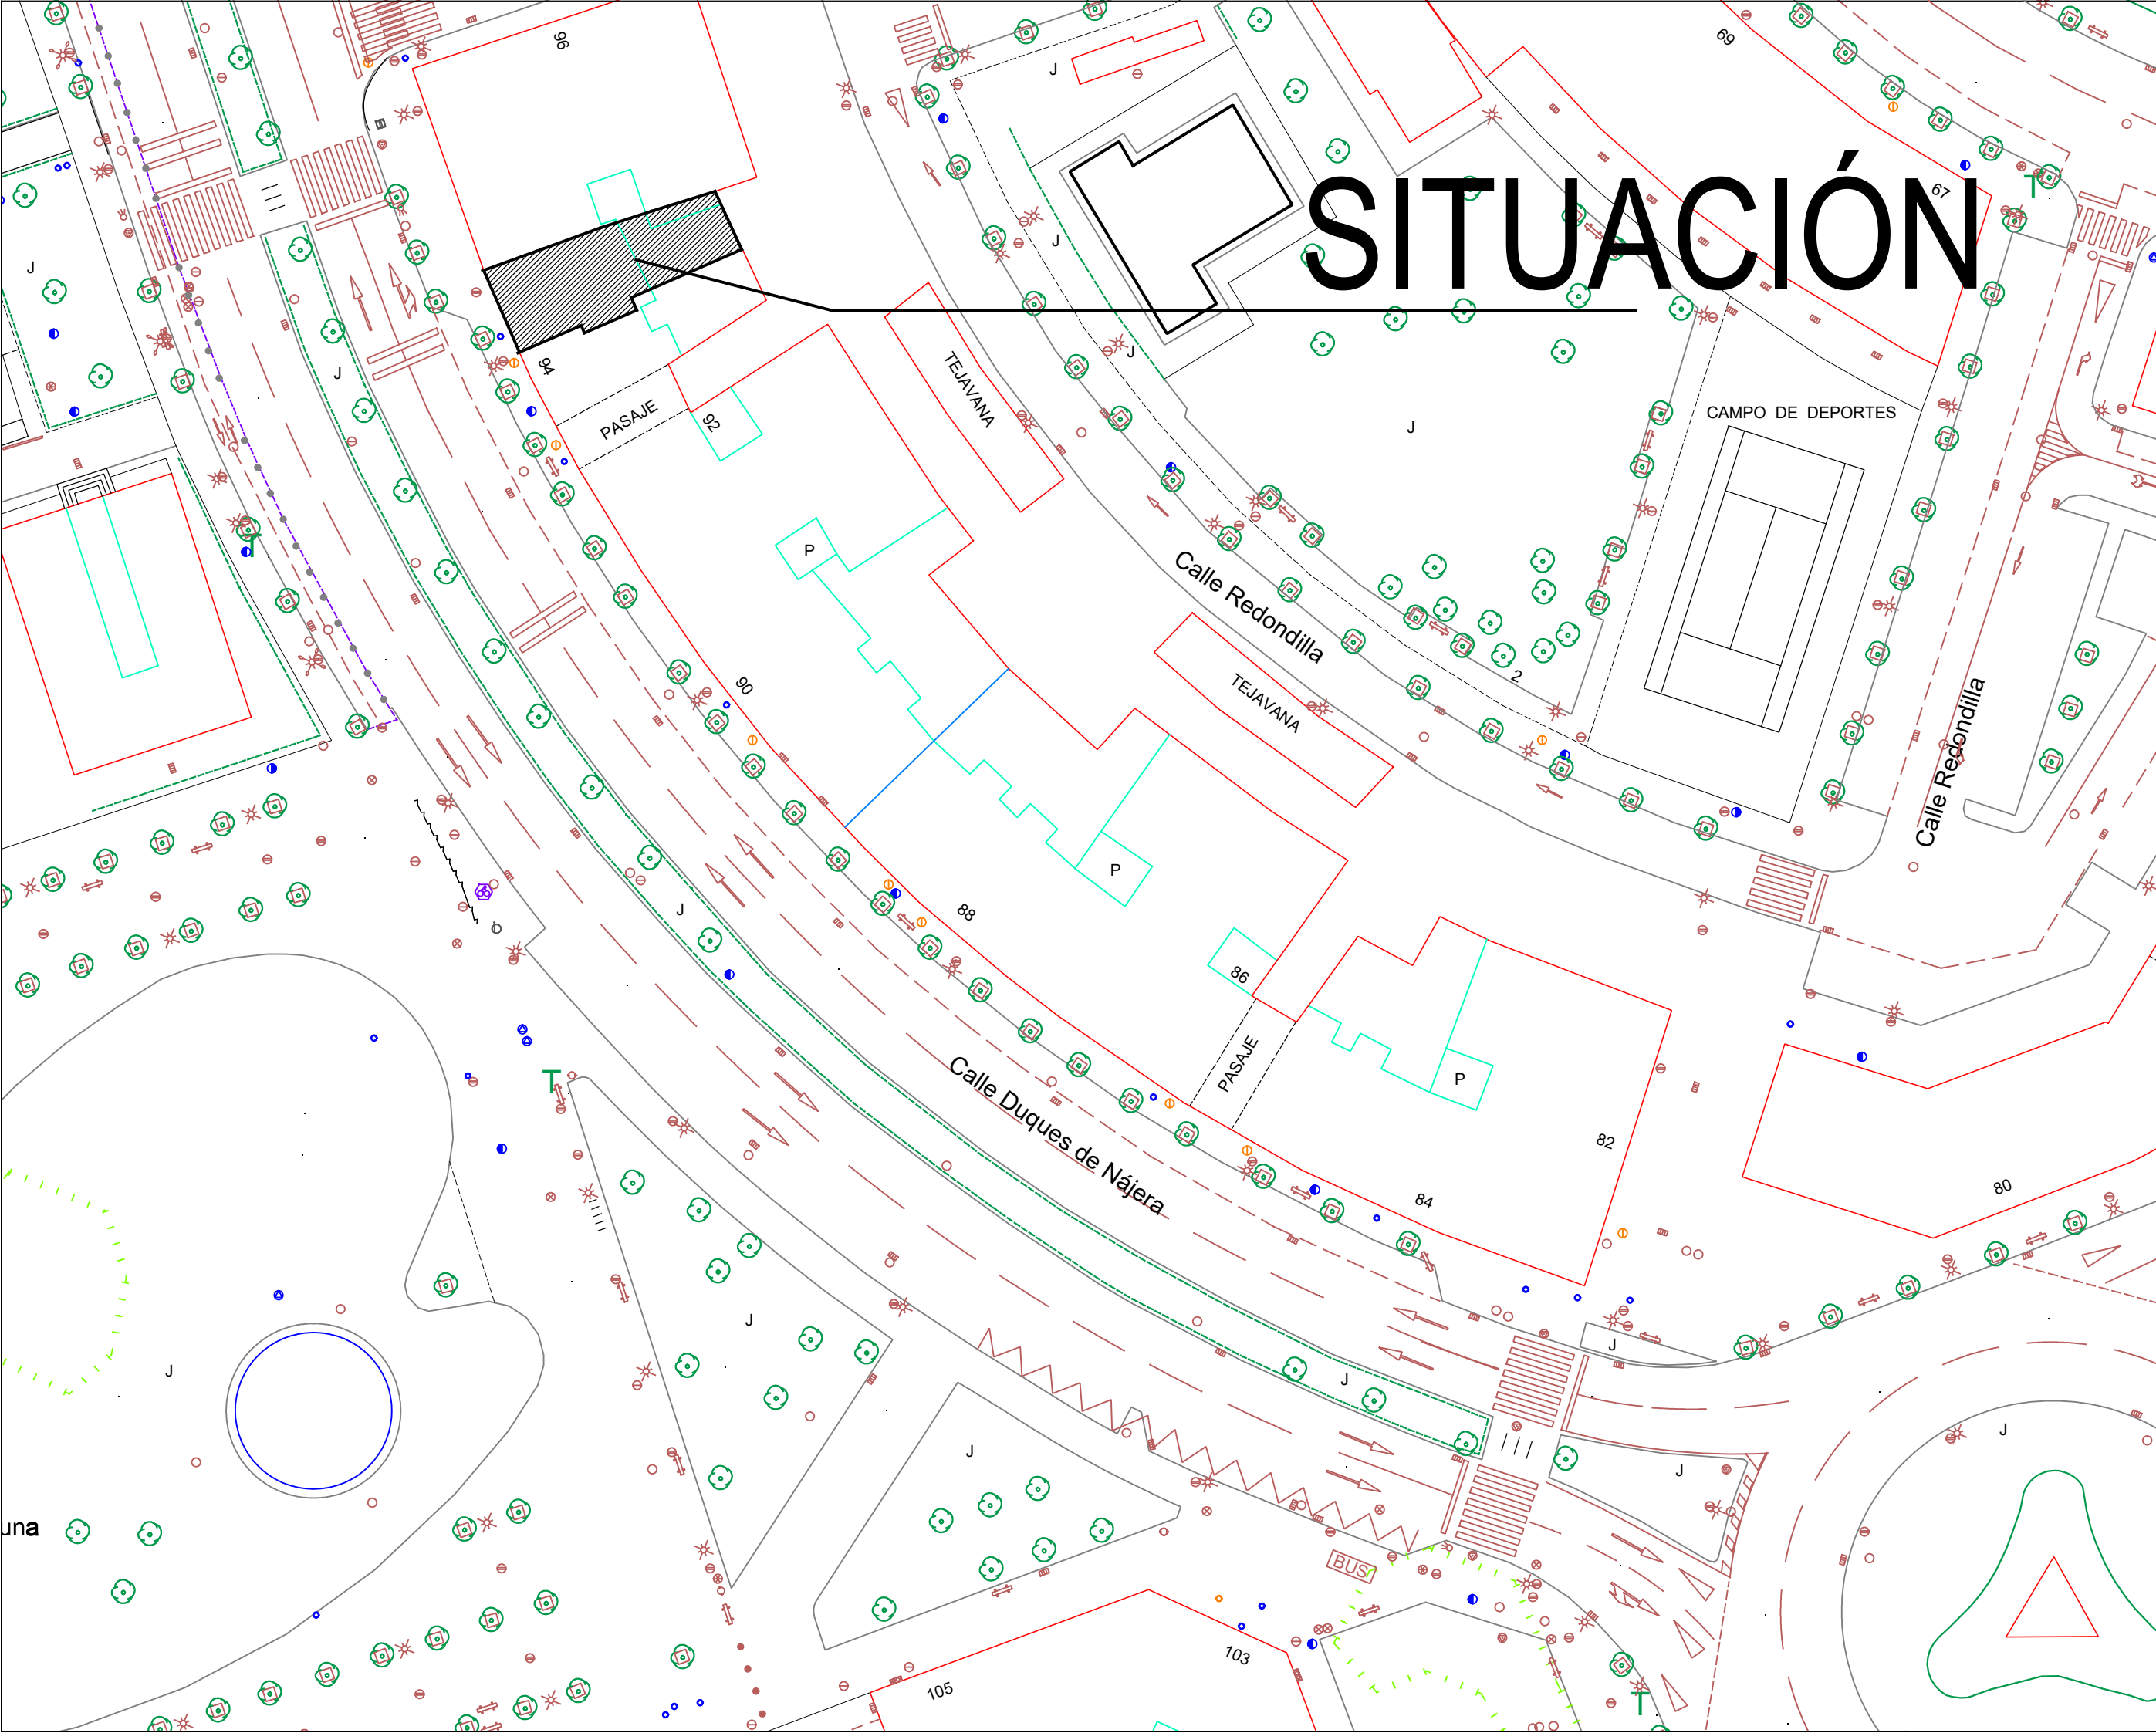 96
69
J
67
T
SITUACIÓN
J
J
J
J
94
TEJAVANA
PASAJE
92
CAMPO DE DEPORTES
J
T
P
Calle Redondilla
2
TEJAVANA
90
Calle Redondilla
P
88
J
86
T
PASAJE
P
Calle Duques de Nájera
82
84
80
J
J
J
J
J
J
J
una
BUS
103
105
T